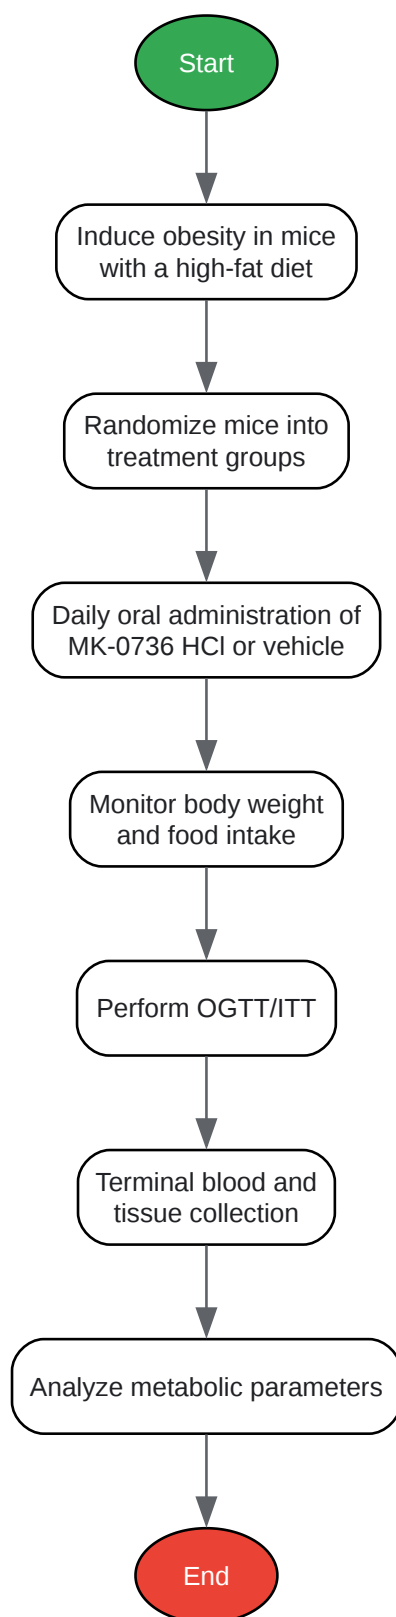 Start
Induce obesity in mice
with a high-fat diet
Randomize mice into
treatment groups
Daily oral administration of
MK-0736 HCl or vehicle
Monitor body weight
and food intake
Perform OGTT/ITT
Terminal blood and
tissue collection
Analyze metabolic parameters
End